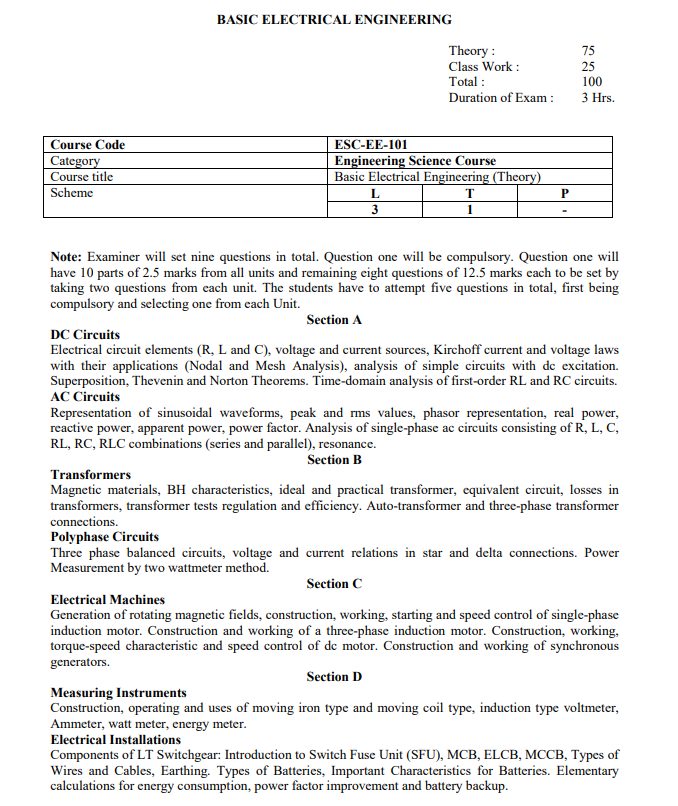 BASIC ELECTRICAL ENGINEERING
Theory : 75
Class Work : 25
Total : 100
Duration of Exam : 3 Hrs.
Course Code ESC-EE-101
Category Engineering Science Course
Course title Basic Electrical Engineering (Theory)
Scheme L T P
3 1 -
Note: Examiner will set nine questions in total. Question one will be compulsory. Question one will
have 10 parts of 2.5 marks from all units and remaining eight questions of 12.5 marks each to be set by
taking two questions from each unit. The students have to attempt five questions in total, first being
compulsory and selecting one from each Unit.
Section A
DC Circuits
Electrical circuit elements (R, L and C), voltage and current sources, Kirchoff current and voltage laws
with their applications (Nodal and Mesh Analysis), analysis of simple circuits with dc excitation.
Superposition, Thevenin and Norton Theorems. Time-domain analysis of first-order RL and RC circuits.
AC Circuits
Representation of sinusoidal waveforms, peak and rms values, phasor representation, real power,
reactive power, apparent power, power factor. Analysis of single-phase ac circuits consisting of R, L, C,
RL, RC, RLC combinations (series and parallel), resonance.
Section B
Transformers
Magnetic materials, BH characteristics, ideal and practical transformer, equivalent circuit, losses in
transformers, transformer tests regulation and efficiency. Auto-transformer and three-phase transformer
connections.
Polyphase Circuits
Three phase balanced circuits, voltage and current relations in star and delta connections. Power
Measurement by two wattmeter method.
Section C
Electrical Machines
Generation of rotating magnetic fields, construction, working, starting and speed control of single-phase
induction motor. Construction and working of a three-phase induction motor. Construction, working,
torque-speed characteristic and speed control of dc motor. Construction and working of synchronous
generators.
Section D
Measuring Instruments
Construction, operating and uses of moving iron type and moving coil type, induction type voltmeter,
Ammeter, watt meter, energy meter.
Electrical Installations
Components of LT Switchgear: Introduction to Switch Fuse Unit (SFU), MCB, ELCB, MCCB, Types of
Wires and Cables, Earthing. Types of Batteries, Important Characteristics for Batteries. Elementary
calculations for energy consumption, power factor improvement and battery backup.